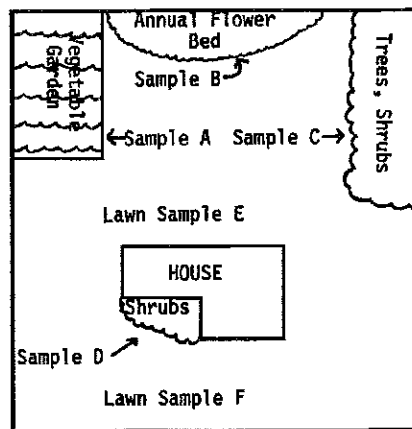 Annual Flower
Bed
Vegetable
Garden
Trees, Shrubs
Sample B
Sample A
Sample C
Lawn Sample E
HOUSE
Shrubs
Sample D
Lawn Sample F